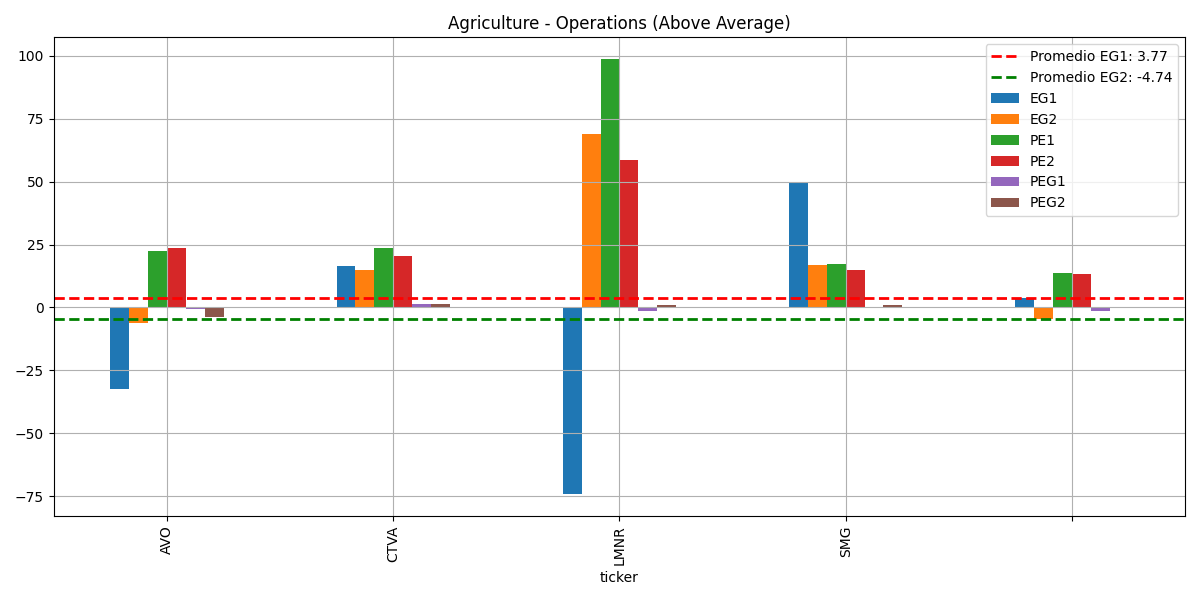 Agriculture - Operations (Above Average)
Promedio EG1: 3.77
Promedio EG2: -4.74
EG1
EG2
PE1
PE2
PEG1
PEG2
100
75
50
25
0
−25
−50
−75
AVO
CTVA
LMNR
SMG
ticker